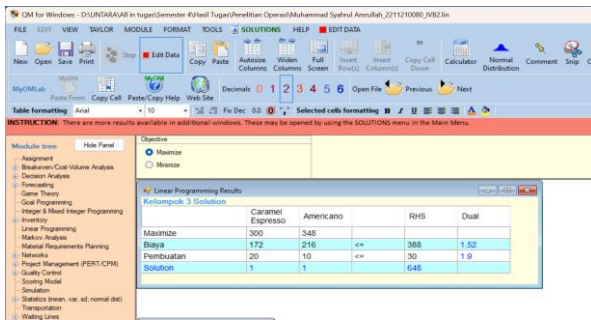 QM for Windows - D:\UNTARA\All in tugas\Semester 4\Hasil Tugas\Penelitian Operasi\Muhammad Syahrul Amrullah_2211210080_IVB2.lin
FILE EDIT VIEW TAYLOR MODULE FORMAT TOOLS SOLUTIONS HELP EDIT DATA
New Open Save Print Step Edit Data Copy Paste Autosize Columns Widen Columns Full Screen Insert Row(s) Insert Column(s) Copy Cell Down Calculator Normal Distribution Comment Snip
MyOMLab Paste From Copy Cell Paste/Copy Help Web Site Decimals 0 1 2 3 4 5 6 Open File Previous Next
Table formatting Arial 10 Fix Dec 0.0 Selected cells formatting B I U
INSTRUCTION: There are more results available in additional windows. These may be opened by using the SOLUTIONS menu in the Main Menu.
Module tree Hide Panel
Assignment
Breakeven/Cost-Volume Analysis
Decision Analysis
Forecasting
Game Theory
Goal Programming
Integer & Mixed Integer Programming
Inventory
Linear Programming
Markov Analysis
Material Requirements Planning
Networks
Project Management (PERT/CPM)
Quality Control
Scoring Model
Simulation
Statistics (mean, var, sd; normal dist)
Transportation
Waiting Lines
Objective
Maximize
Minimize
Linear Programming Results
Kelompok 3 Solution
Caramel Espresso Americano RHS Dual
Maximize 300 348
Biaya 172 216 <= 388 1.52
Pembuatan 20 10 <= 30 1.9
Solution 1 1 648